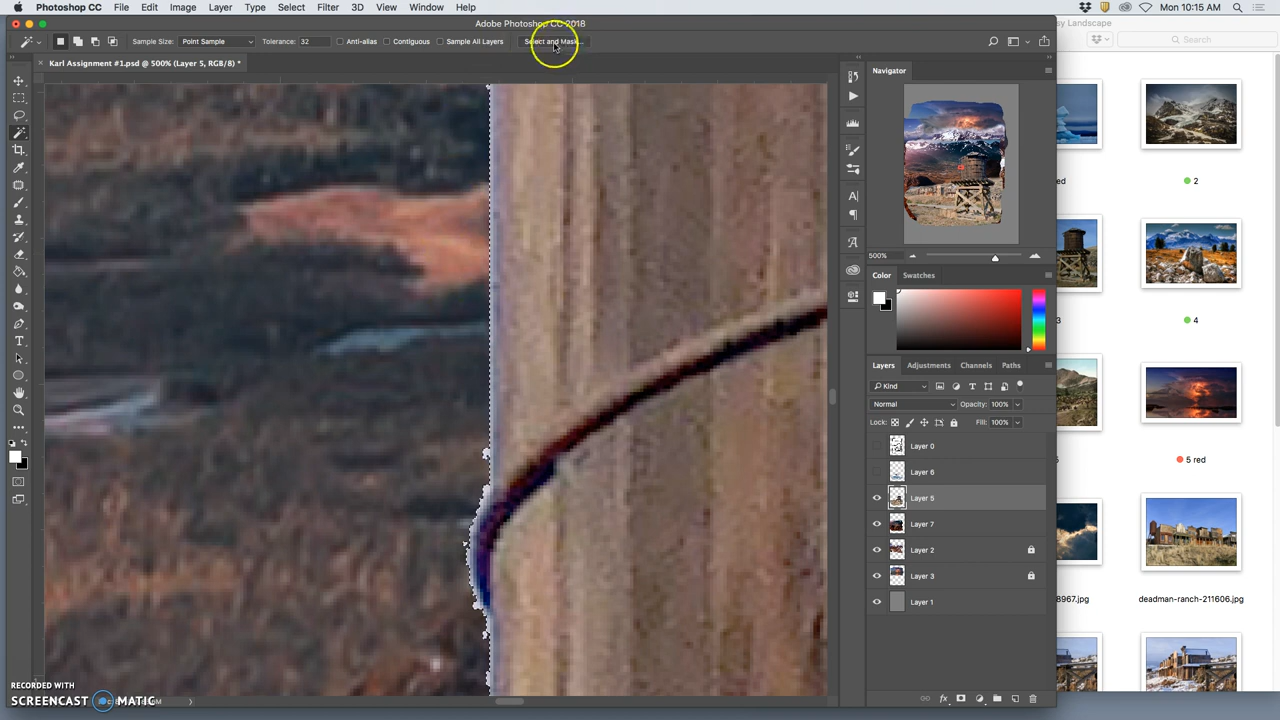 Photoshop CC File Edit Image Layer Type Select Filter 3D View Window Help Mon 10:15 AM
Adobe Photoshop CC 2018
Sample Size: Point Sample Tolerance: 32 Anti-alias Contiguous Sample All Layers Select and Mask...
Search
Karl Assignment #1.psd @ 500% (Layer 5, RGB/8) *
Navigator
500%
Color Swatches
Layers Adjustments Channels Paths
Kind
Normal Opacity: 100%
Lock: Fill: 100%
Layer 0
Layer 6
Layer 5
Layer 7
Layer 2
Layer 3
Layer 1
2
4
5 red
8967.jpg
deadman-ranch-211606.jpg
RECORDED WITH
SCREENCAST MATIC